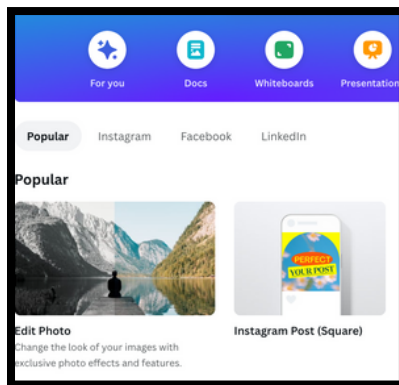 For you
Docs
Whiteboards
Presentation
Popular
Instagram
Facebook
LinkedIn
Popular
PERFECT
YOUR POST
Edit Photo
Change the look of your images with
exclusive photo effects and features.
Instagram Post (Square)